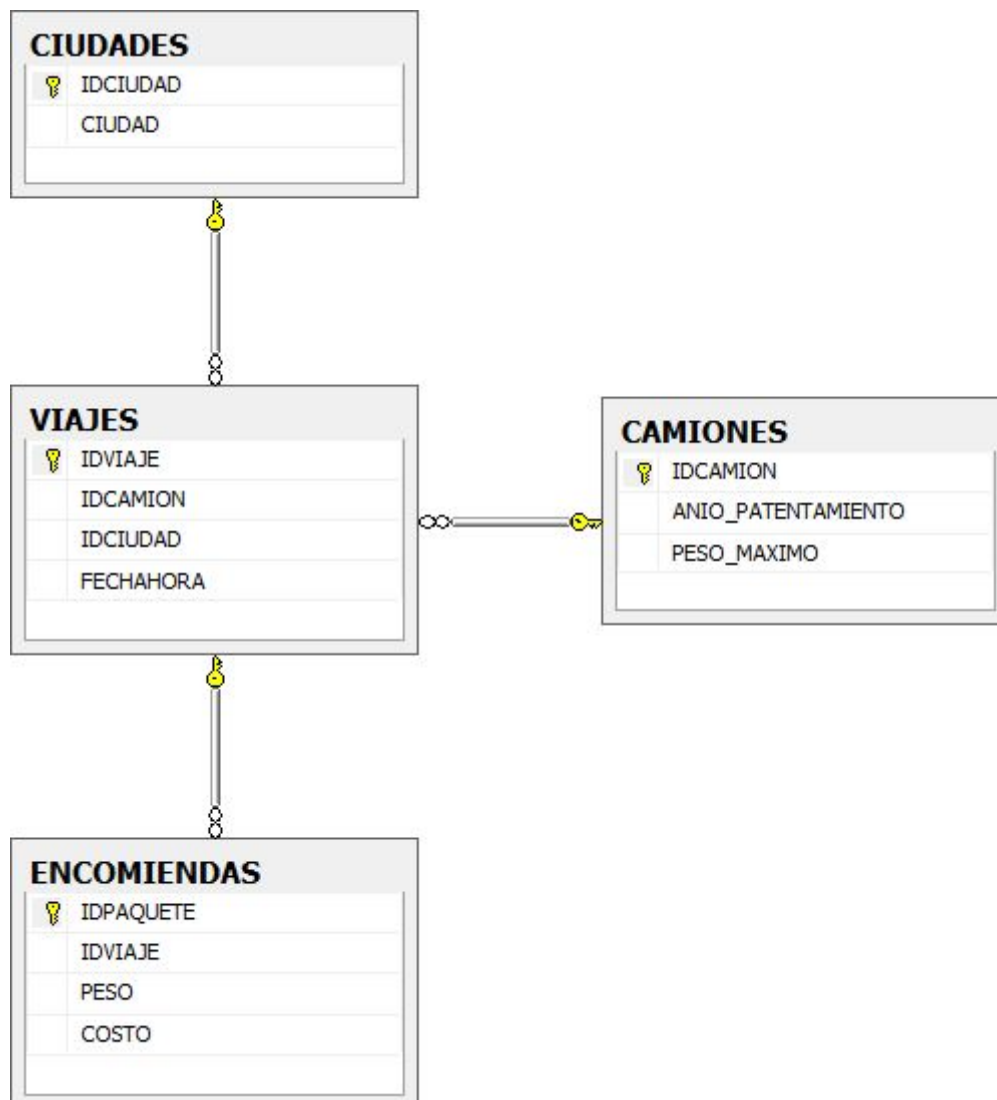 CIUDADES
IDCIUDAD
CIUDAD
VIAJES
IDVIAJE
IDCAMION
IDCIUDAD
FECHAHORA
CAMIONES
IDCAMION
ANIO_PATENTAMIENTO
PESO_MAXIMO
ENCOMIENDAS
IDPAQUETE
IDVIAJE
PESO
COSTO